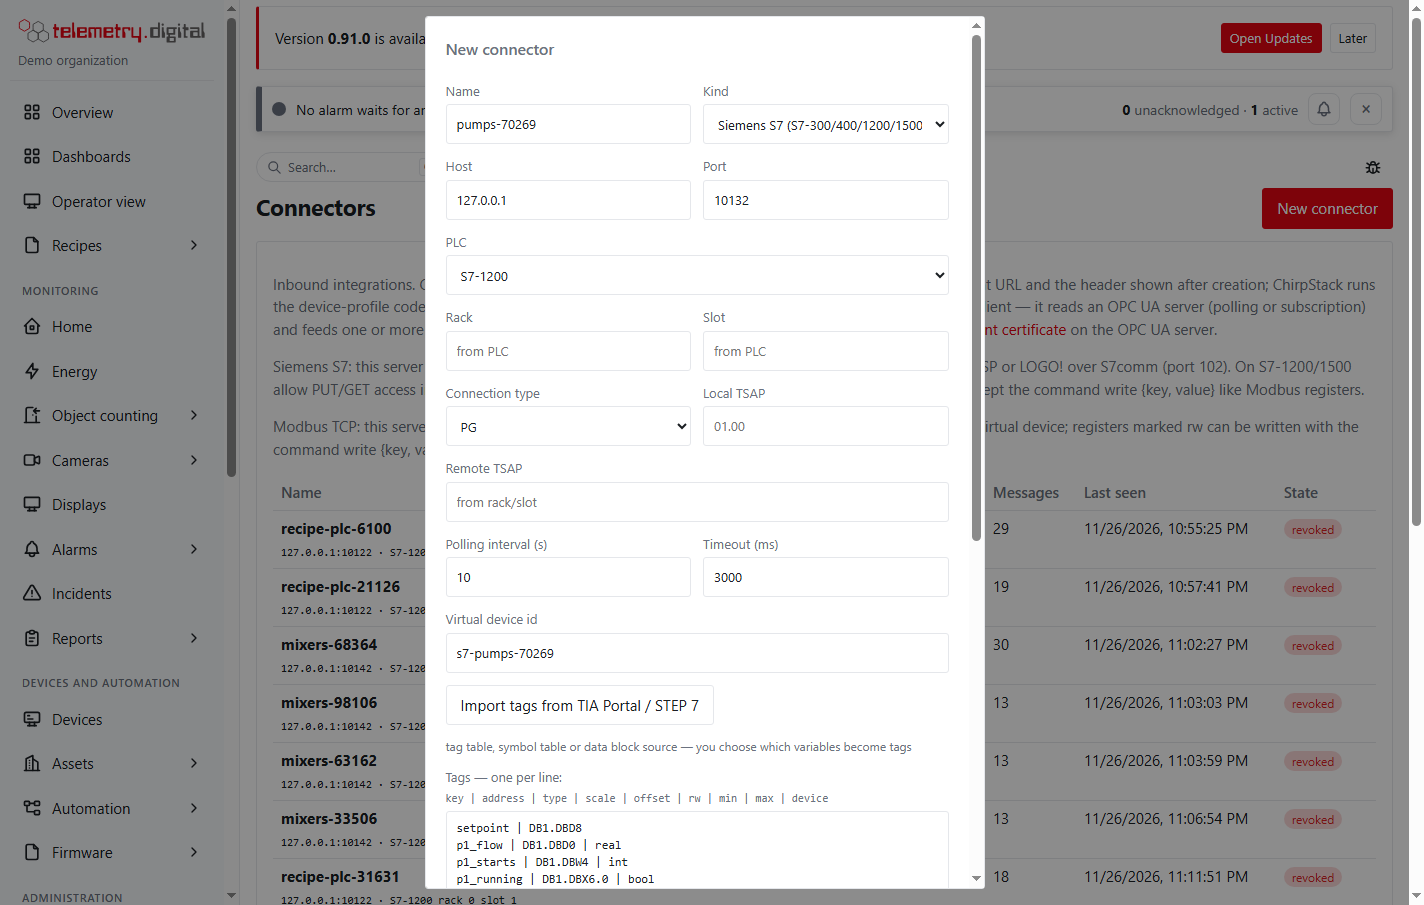 telemetry.digital
Demo organization
Overview
Dashboards
Operator view
Recipes
MONITORING
Home
Energy
Object counting
Cameras
Displays
Alarms
Incidents
Reports
DEVICES AND AUTOMATION
Devices
Assets
Automation
Firmware
ADMINISTRATION
Version 0.91.0 is availa
Open Updates
Later
No alarm waits for an
0 unacknowledged · 1 active
Search...
Connectors
New connector
Inbound integrations.
t URL and the header shown after creation; ChirpStack runs
the device-profile code
ient — it reads an OPC UA server (polling or subscription)
and feeds one or more
nt certificate on the OPC UA server.
Siemens S7: this server
SP or LOGO! over S7comm (port 102). On S7-1200/1500
allow PUT/GET access i
ept the command write {key, value} like Modbus registers.
Modbus TCP: this serve
irtual device; registers marked rw can be written with the
command write {key, va
Name
Messages
Last seen
State
recipe-plc-6100
127.0.0.1:10122 · S7-120
29
11/26/2026, 10:55:25 PM
revoked
recipe-plc-21126
127.0.0.1:10122 · S7-120
19
11/26/2026, 10:57:41 PM
revoked
mixers-68364
127.0.0.1:10142 · S7-120
30
11/26/2026, 11:02:27 PM
revoked
mixers-98106
127.0.0.1:10142 · S7-120
13
11/26/2026, 11:03:03 PM
revoked
mixers-63162
127.0.0.1:10142 · S7-120
13
11/26/2026, 11:03:59 PM
revoked
mixers-33506
127.0.0.1:10142 · S7-120
13
11/26/2026, 11:06:54 PM
revoked
recipe-plc-31631
127.0.0.1:10122 · S7-1200 rack 0 slot 1
18
11/26/2026, 11:11:51 PM
revoked
New connector
Name
Kind
pumps-70269
Siemens S7 (S7-300/400/1200/1500
Host
Port
127.0.0.1
10132
PLC
S7-1200
Rack
Slot
from PLC
from PLC
Connection type
Local TSAP
PG
01.00
Remote TSAP
from rack/slot
Polling interval (s)
Timeout (ms)
10
3000
Virtual device id
s7-pumps-70269
Import tags from TIA Portal / STEP 7
tag table, symbol table or data block source — you choose which variables become tags
Tags — one per line:
key | address | type | scale | offset | rw | min | max | device
setpoint | DB1.DBD8
p1_flow | DB1.DBD0 | real
p1_starts | DB1.DBW4 | int
p1_running | DB1.DBX6.0 | bool